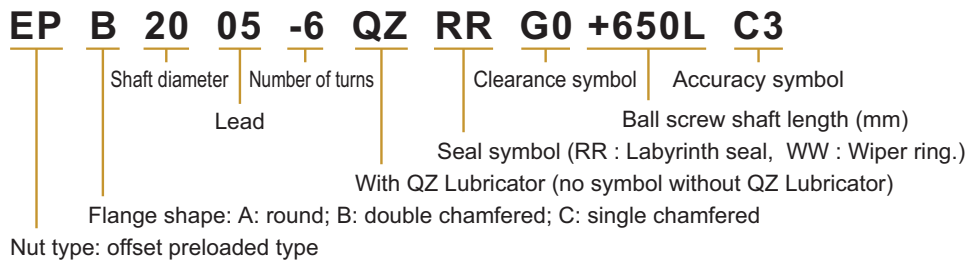 EP B 20 05 -6 QZ RR G0 +650L C3
Shaft diameter Number of turns Clearance symbol Accuracy symbol
Lead Ball screw shaft length (mm)
Seal symbol (RR : Labyrinth seal, WW : Wiper ring.)
With QZ Lubricator (no symbol without QZ Lubricator)
Flange shape: A: round; B: double chamfered; C: single chamfered
Nut type: offset preloaded type